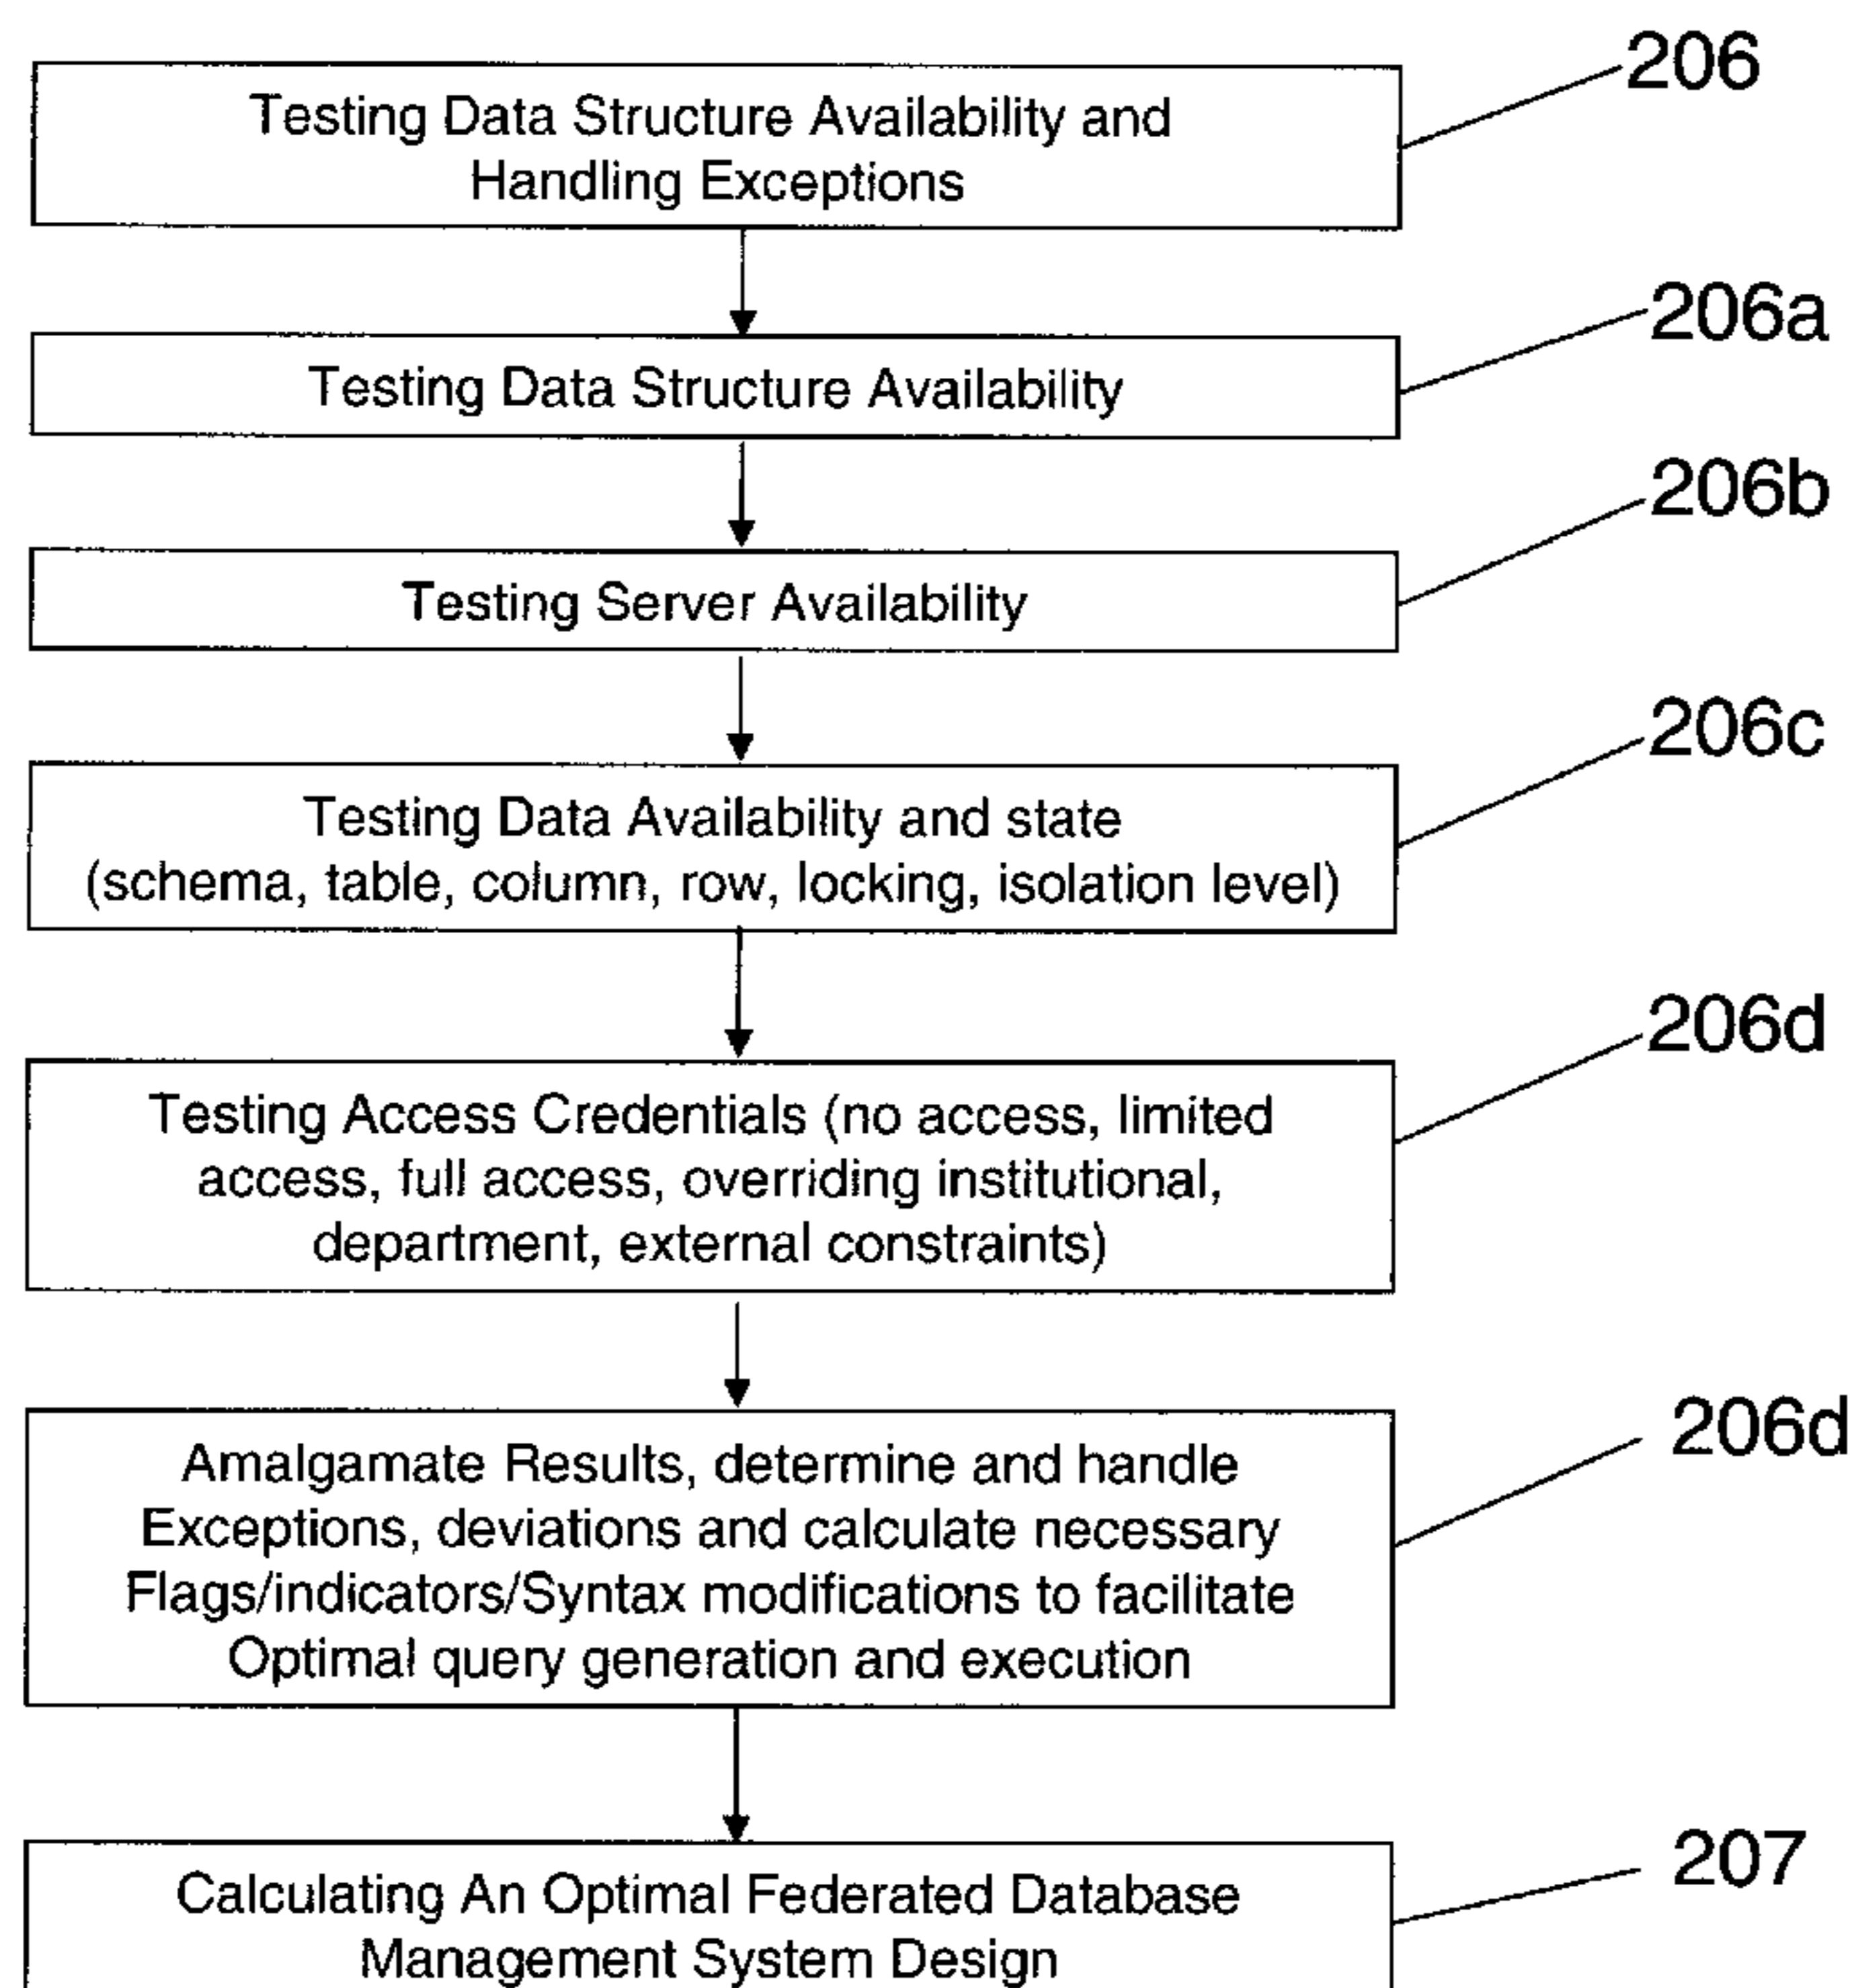 206
Testing Data Structure Availability and
Handling Exceptions
206a
Testing Data Structure Availability
206b
Testing Server Availability
206c
Testing Data Availability and state
(schema, table, column, row, locking, isolation level)
206d
Testing Access Credentials (no access, limited
access, full access, overriding institutional,
department, external constraints)
206d
Amalgamate Results, determine and handle
Exceptions, deviations and calculate necessary
Flags/indicators/Syntax modifications to facilitate
Optimal query generation and execution
207
Calculating An Optimal Federated Database
Management System Design